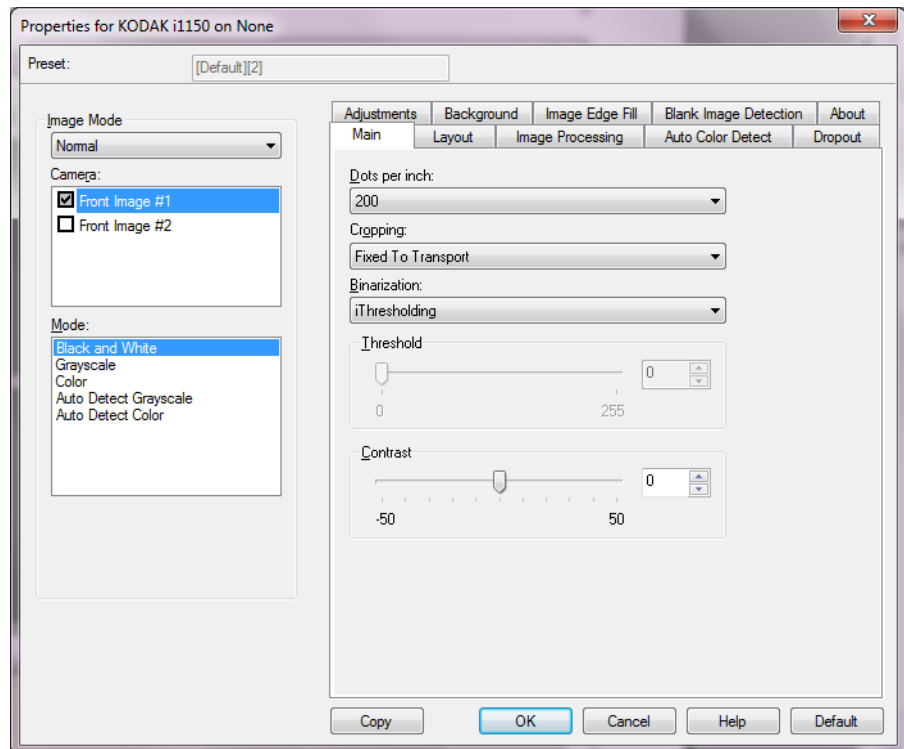 Properties for KODAK i1150 on None
Preset:
[Default][2]
Image Mode
Normal
Camera:
Front Image #1
Front Image #2
Mode:
Black and White
Grayscale
Color
Auto Detect Grayscale
Auto Detect Color
Adjustments Background Image Edge Fill Blank Image Detection About
Main Layout Image Processing Auto Color Detect Dropout
Dots per inch:
200
Cropping:
Fixed To Transport
Binarization:
iThresholding
Threshold
0
0 255
Contrast
0
-50 50
Copy OK Cancel Help Default